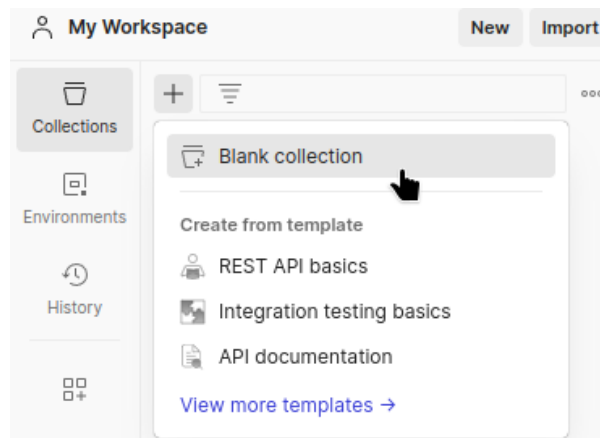 My Workspace
New
Import
Collections
Environments
History
Blank collection
Create from template
REST API basics
Integration testing basics
API documentation
View more templates →